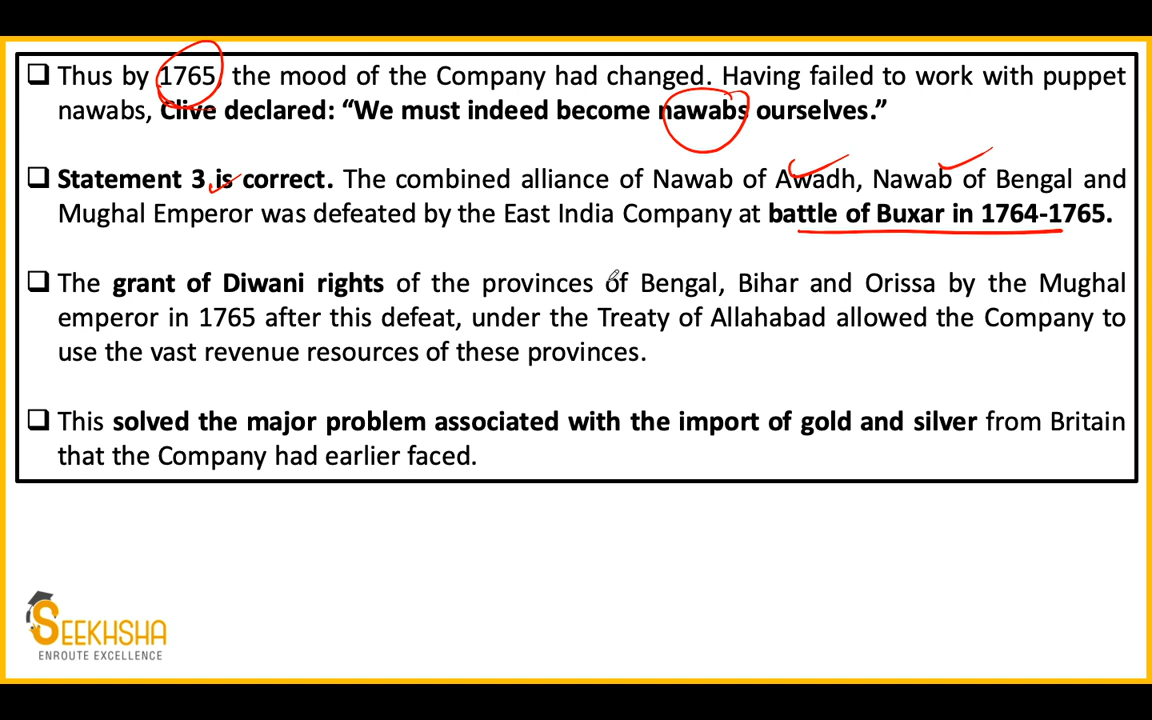 ❑ Thus by 1765, the mood of the Company had changed. Having failed to work with puppet
nawabs, Clive declared: “We must indeed become nawabs ourselves.”
❑ Statement 3 is correct. The combined alliance of Nawab of Awadh, Nawab of Bengal and
Mughal Emperor was defeated by the East India Company at battle of Buxar in 1764-1765.
❑ The grant of Diwani rights of the provinces of Bengal, Bihar and Orissa by the Mughal
emperor in 1765 after this defeat, under the Treaty of Allahabad allowed the Company to
use the vast revenue resources of these provinces.
❑ This solved the major problem associated with the import of gold and silver from Britain
that the Company had earlier faced.
SEEKHSHA
ENROUTE EXCELLENCE